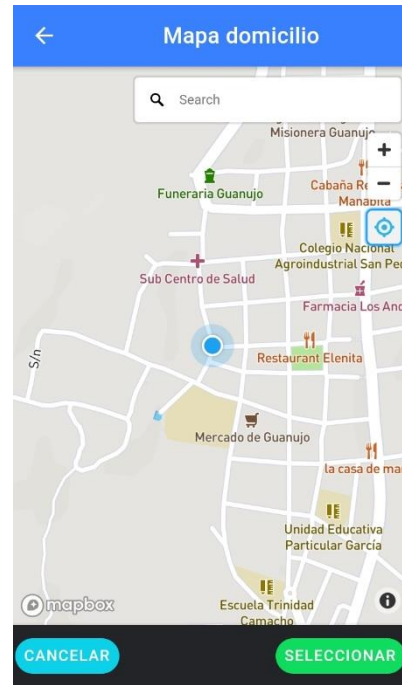 Mapa domicilio
Search
Misionera Guanujo
Funeraria Guanujo
Cabaña Re
Manabita
Colegio Nacional
Agroindustrial San Pe
Sub Centro de Salud
Farmacia Los And
S/n
Restaurant Elenita
Mercado de Guanujo
la casa de ma
Unidad Educativa
Particular García
mapbox
Escuela Trinidad
Camacho
CANCELAR
SELECCIONAR